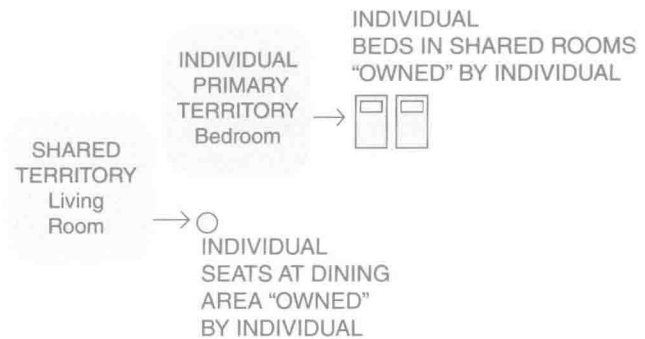 INDIVIDUAL
BEDS IN SHARED ROOMS
“OWNED” BY INDIVIDUAL
INDIVIDUAL
PRIMARY
TERRITORY
Bedroom
SHARED
TERRITORY
Living
Room
INDIVIDUAL
SEATS AT DINING
AREA “OWNED”
BY INDIVIDUAL